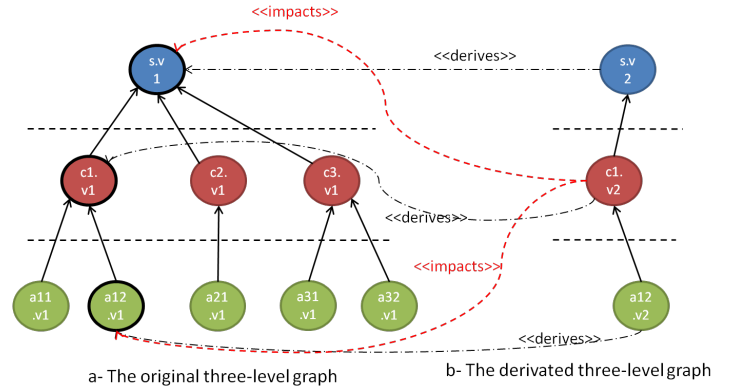 <<impacts>>
<<derives>>
s.v
1
s.v
2
c1.
v1
c2.
v1
c3.
v1
c1.
v2
<<derives>>
<<impacts>>
a11
.v1
a12
.v1
a21
.v1
a31
.v1
a32
.v1
a12
.v2
<<derives>>
a- The original three-level graph
b- The derivated three-level graph